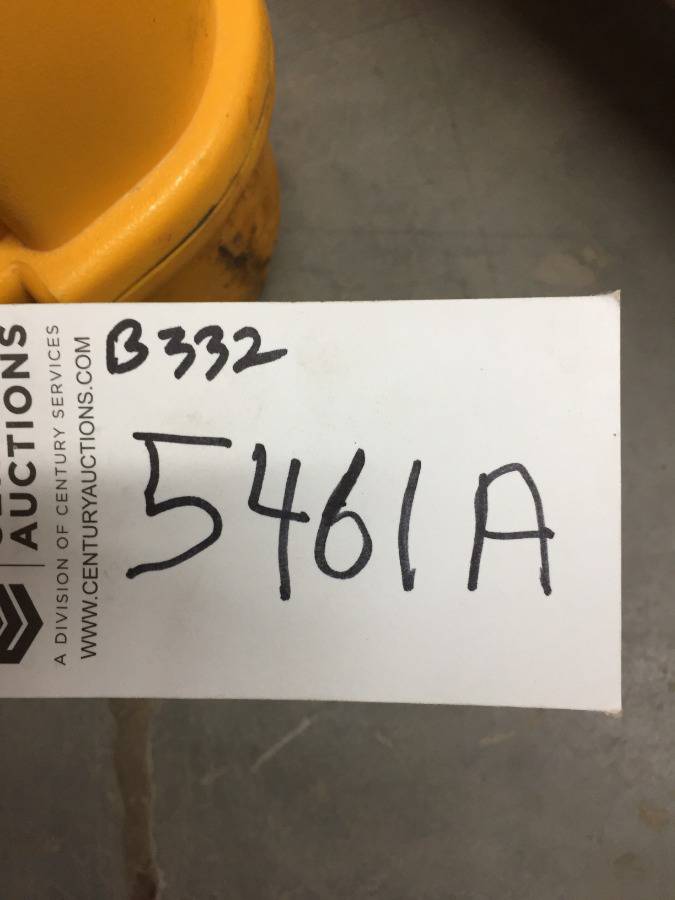 B332
5461A
AUCTIONS
A DIVISION OF CENTURY SERVICES
WWW.CENTURYAUCTIONS.COM